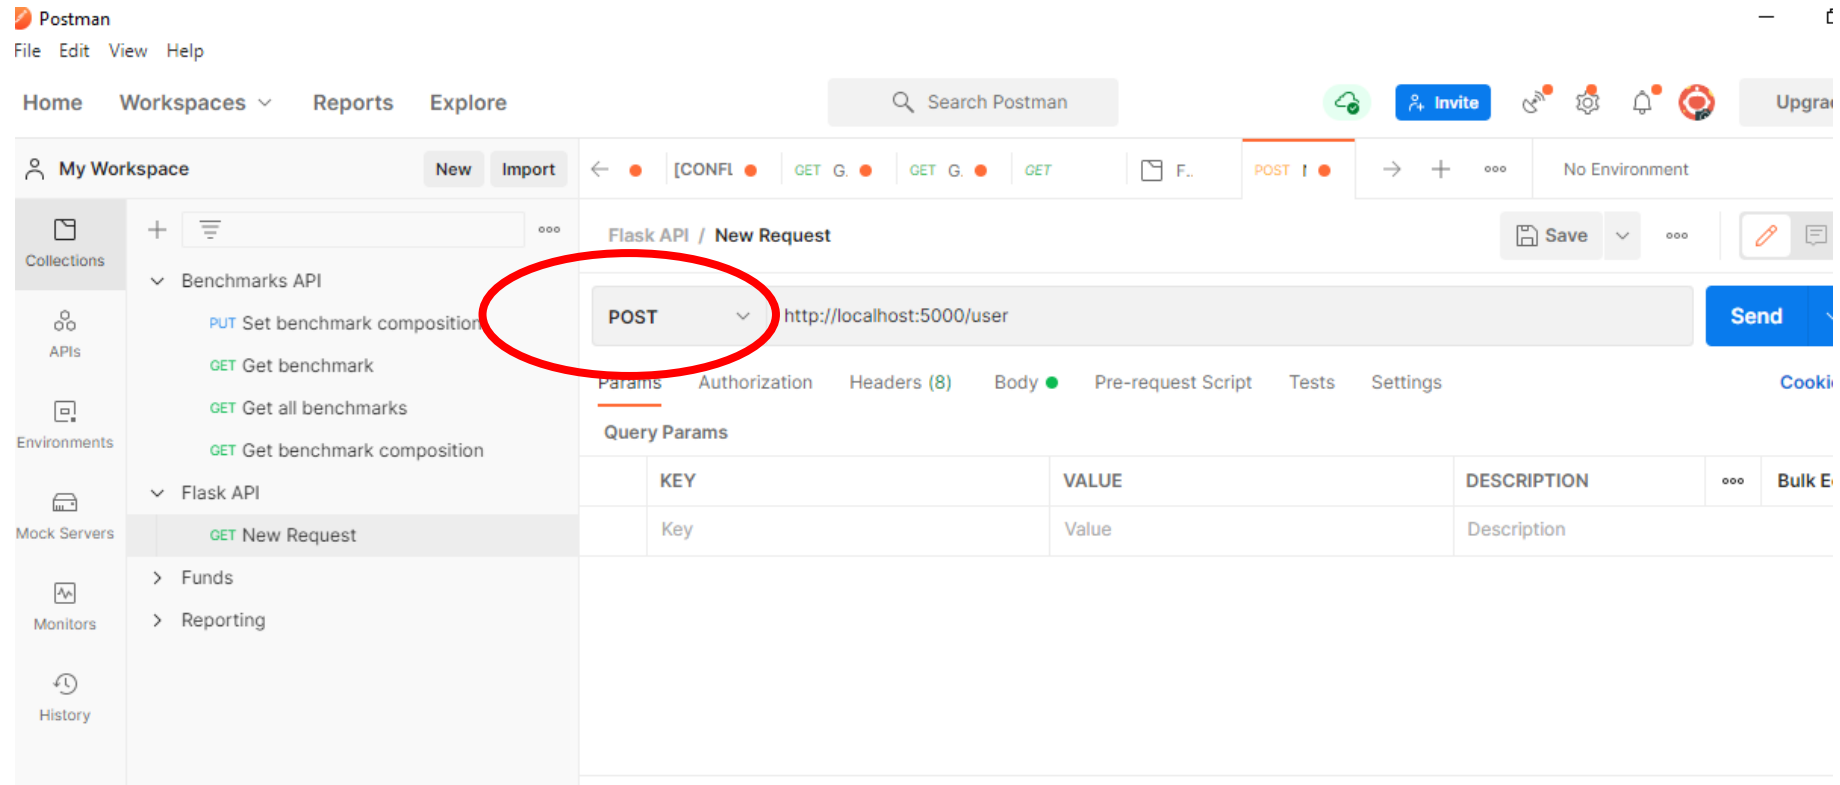 Postman
File Edit View Help
Home Workspaces Reports Explore Search Postman Invite
My Workspace New Import [CONFL GET G. GET G. GET F.. POST No Environment
Flask API / New Request Save
Collections
Benchmarks API
PUT Set benchmark composition
POST http://localhost:5000/user Send
APIs
GET Get benchmark
Params Authorization Headers (8) Body Pre-request Script Tests Settings
GET Get all benchmarks
Environments
Query Params
GET Get benchmark composition
KEY VALUE DESCRIPTION Bulk
Flask API
Mock Servers
GET New Request
Key Value Description
Funds
Monitors
Reporting
History